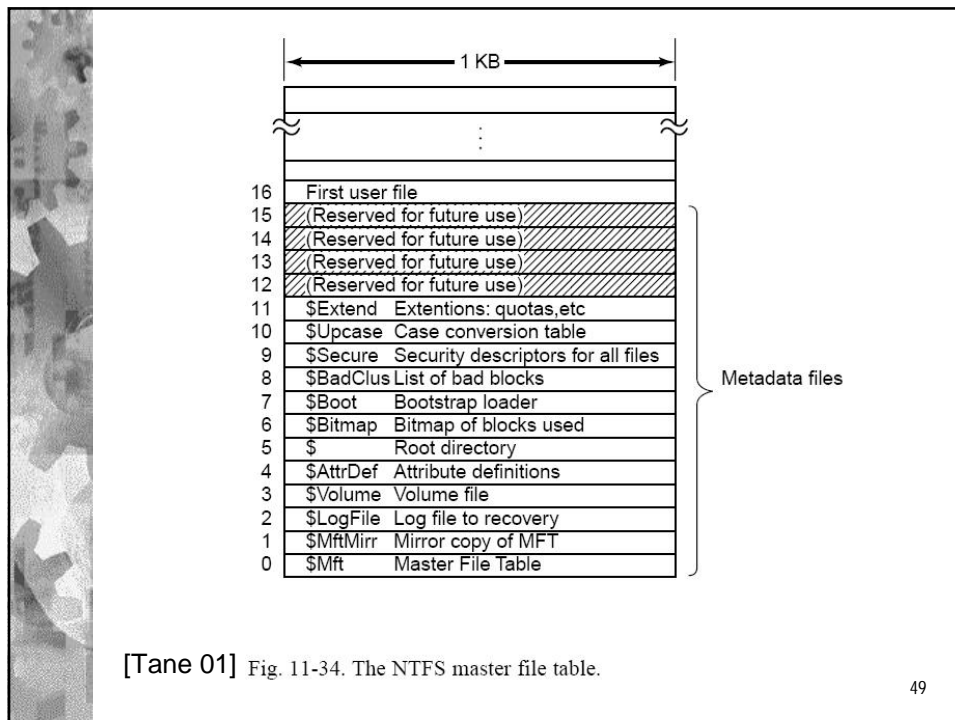 1 KB
16 First user file
15 (Reserved for future use)
14 (Reserved for future use)
13 (Reserved for future use)
12 (Reserved for future use)
11 $Extend Extentions: quotas,etc
10 $Upcase Case conversion table
9 $Secure Security descriptors for all files
8 $BadClus List of bad blocks
7 $Boot Bootstrap loader
6 $Bitmap Bitmap of blocks used
5 $ Root directory
4 $AttrDef Attribute definitions
3 $Volume Volume file
2 $LogFile Log file to recovery
1 $MftMirr Mirror copy of MFT
0 $Mft Master File Table
Metadata files
[Tane 01] Fig. 11-34. The NTFS master file table.
49